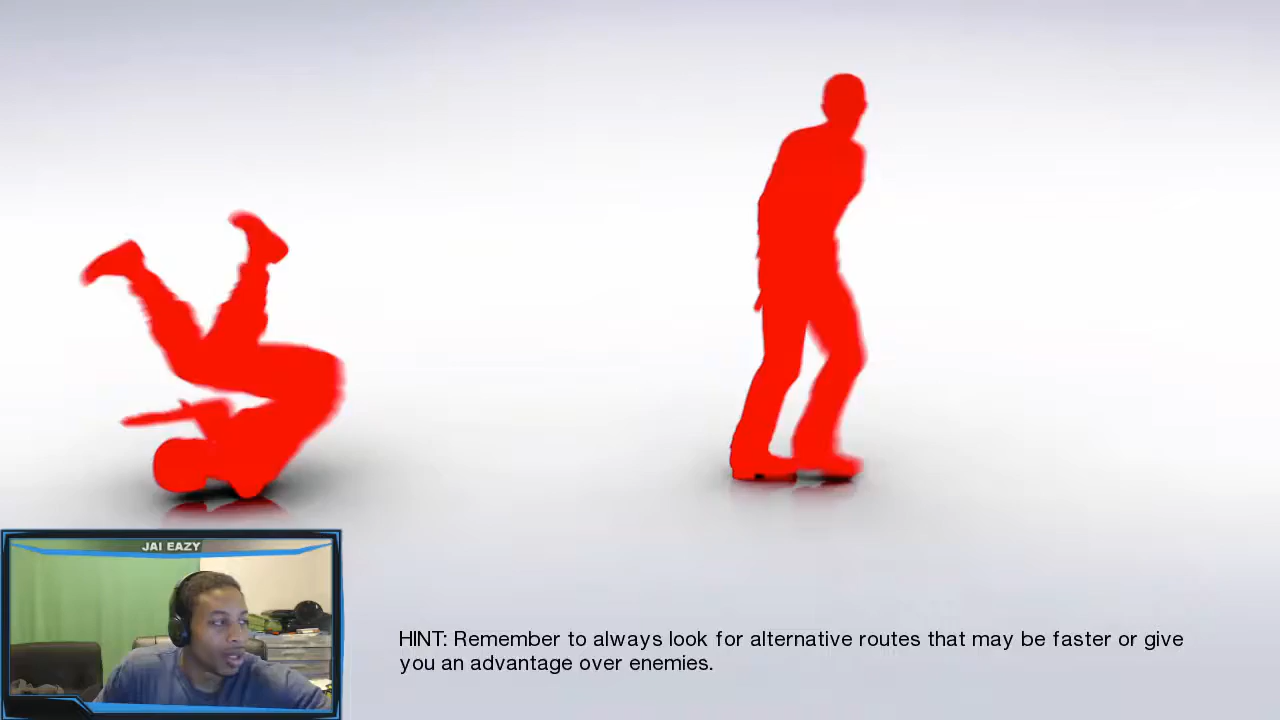 JAI EAZY
HINT: Remember to always look for alternative routes that may be faster or give
you an advantage over enemies.